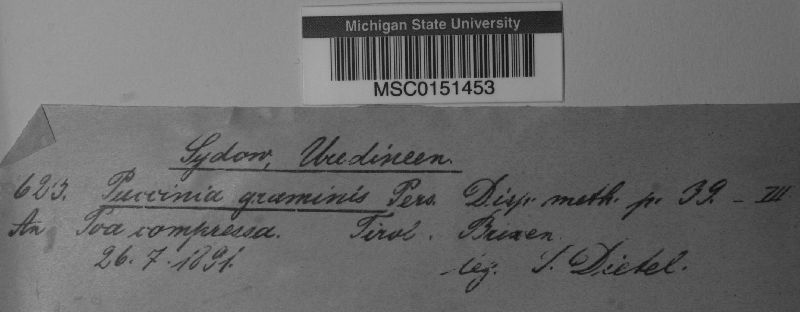 Michigan State University
MSC0151453
Sydow, Uredineen.
623. Puccinia graminis Pers. Disp. meth. p. 39. - III
An Poa compressa. Tirol. Brixen.
26. 7. 1891. leg. S. Dietel.